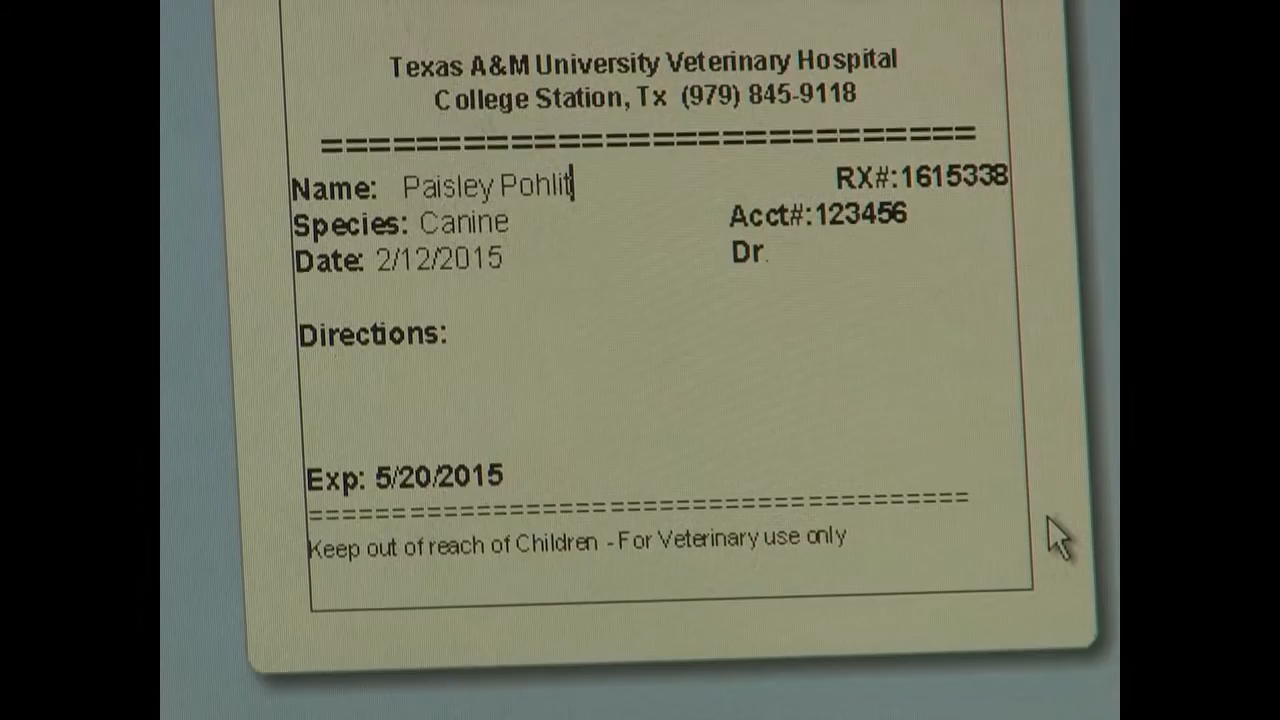 Texas A&M University Veterinary Hospital
College Station, Tx (979) 845-9118
============================
Name: Paisley Pohlit RX#:1615338
Species: Canine Acct#:123456
Date: 2/12/2015 Dr.
Directions:
Exp: 5/20/2015
========================================
Keep out of reach of Children - For Veterinary use only